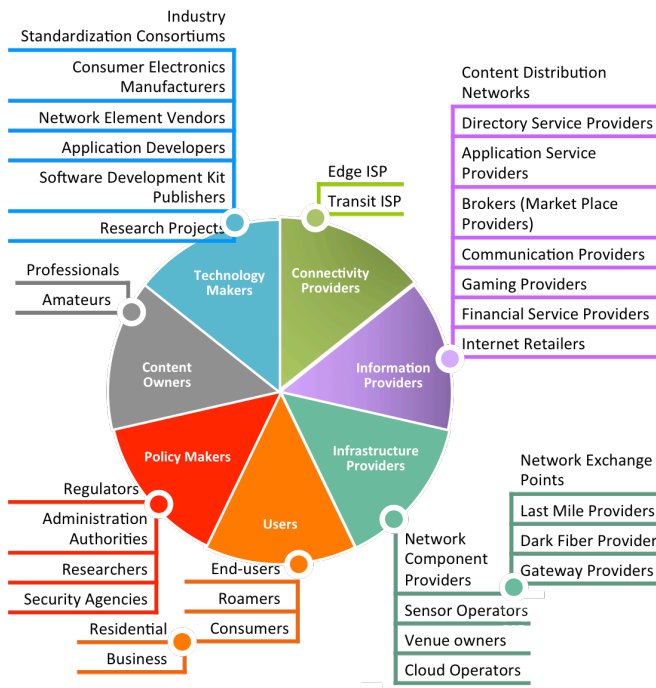 Industry
Standardization Consortiums
Consumer Electronics
Manufacturers
Network Element Vendors
Application Developers
Software Development Kit
Publishers
Research Projects
Edge ISP
Transit ISP
Content Distribution
Networks
Directory Service Providers
Application Service
Providers
Brokers (Market Place
Providers)
Communication Providers
Gaming Providers
Financial Service Providers
Internet Retailers
Professionals
Amateurs
Technology
Makers
Connectivity
Providers
Content
Owners
Information
Providers
Policy Makers
Infrastructure
Providers
Users
Regulators
Administration
Authorities
Researchers
Security Agencies
End-users
Roamers
Consumers
Residential
Business
Network
Component
Providers
Sensor Operators
Venue owners
Cloud Operators
Network Exchange
Points
Last Mile Providers
Dark Fiber Provider
Gateway Providers